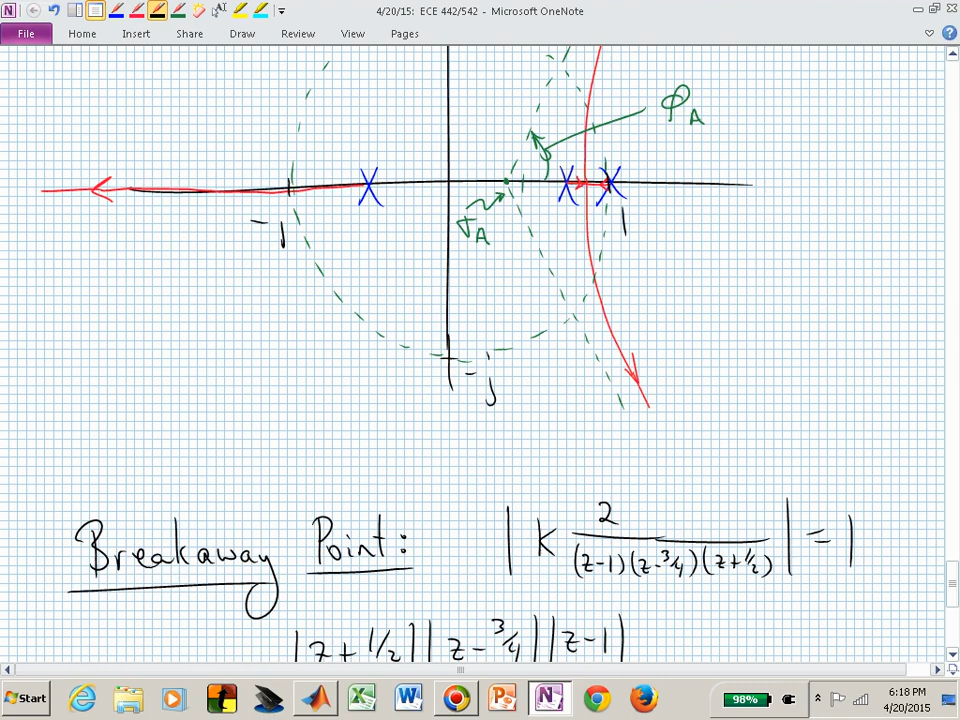 4/20/15: ECE 442/542 - Microsoft OneNote
File Home Insert Share Draw Review View Pages
ϕA
σA
-1
1
-j
Breakaway Point: | K 2/((z-1)(z-3/4)(z+1/2)) | = 1
|z + 1/2| |z - 3/4| |z - 1|
Start
98%
6:18 PM
4/20/2015